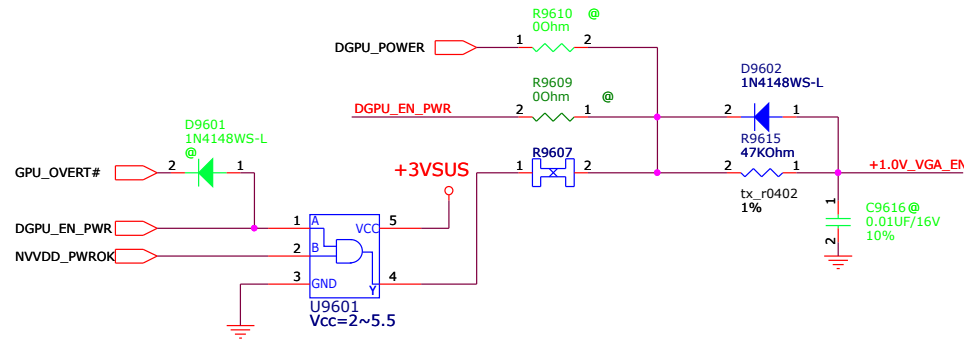 R9610 @
0Ohm
DGPU_POWER 1 2
R9609
0Ohm @
DGPU_EN_PWR 2 1
D9602
1N4148WS-L
2 1
D9601
1N4148WS-L
@
GPU_OVERT# 2 1
+3VSUS
R9607
1 2
R9615
47KOhm
2 1
tx_r0402
1%
+1.0V_VGA_EN
1
C9616 @
0.01UF/16V
10%
2
DGPU_EN_PWR 1 A VCC 5
NVVDD_PWROK 2 B
3 GND Y 4
U9601
Vcc=2~5.5